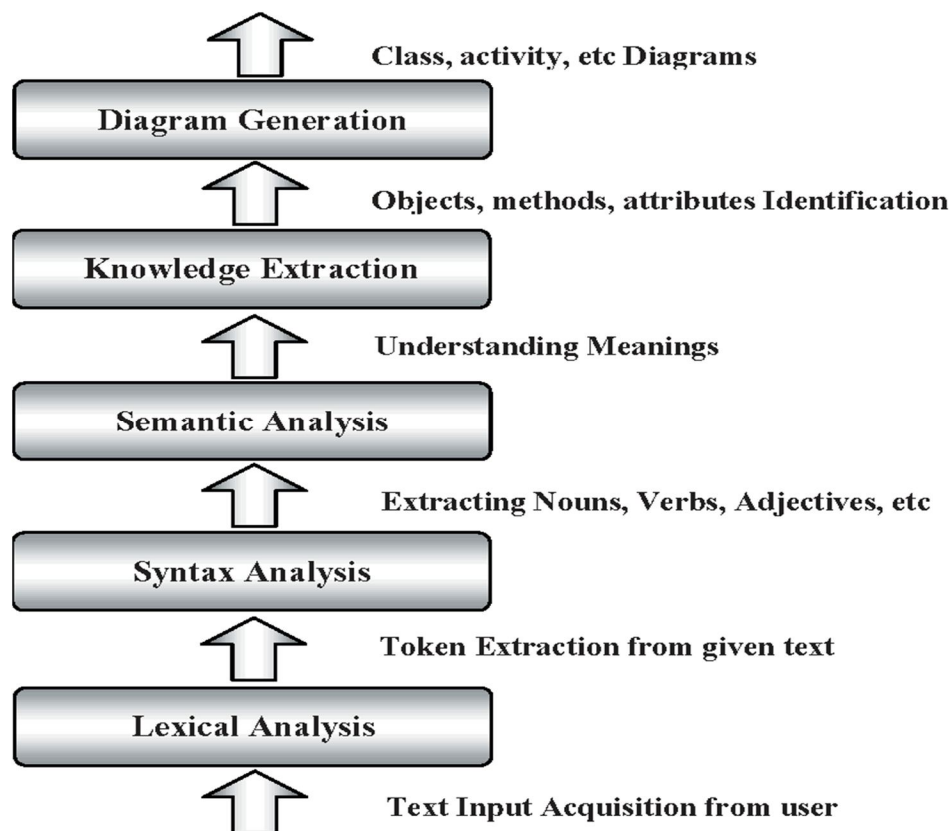 Class, activity, etc Diagrams
Diagram Generation
Objects, methods, attributes Identification
Knowledge Extraction
Understanding Meanings
Semantic Analysis
Extracting Nouns, Verbs, Adjectives, etc
Syntax Analysis
Token Extraction from given text
Lexical Analysis
Text Input Acquisition from user